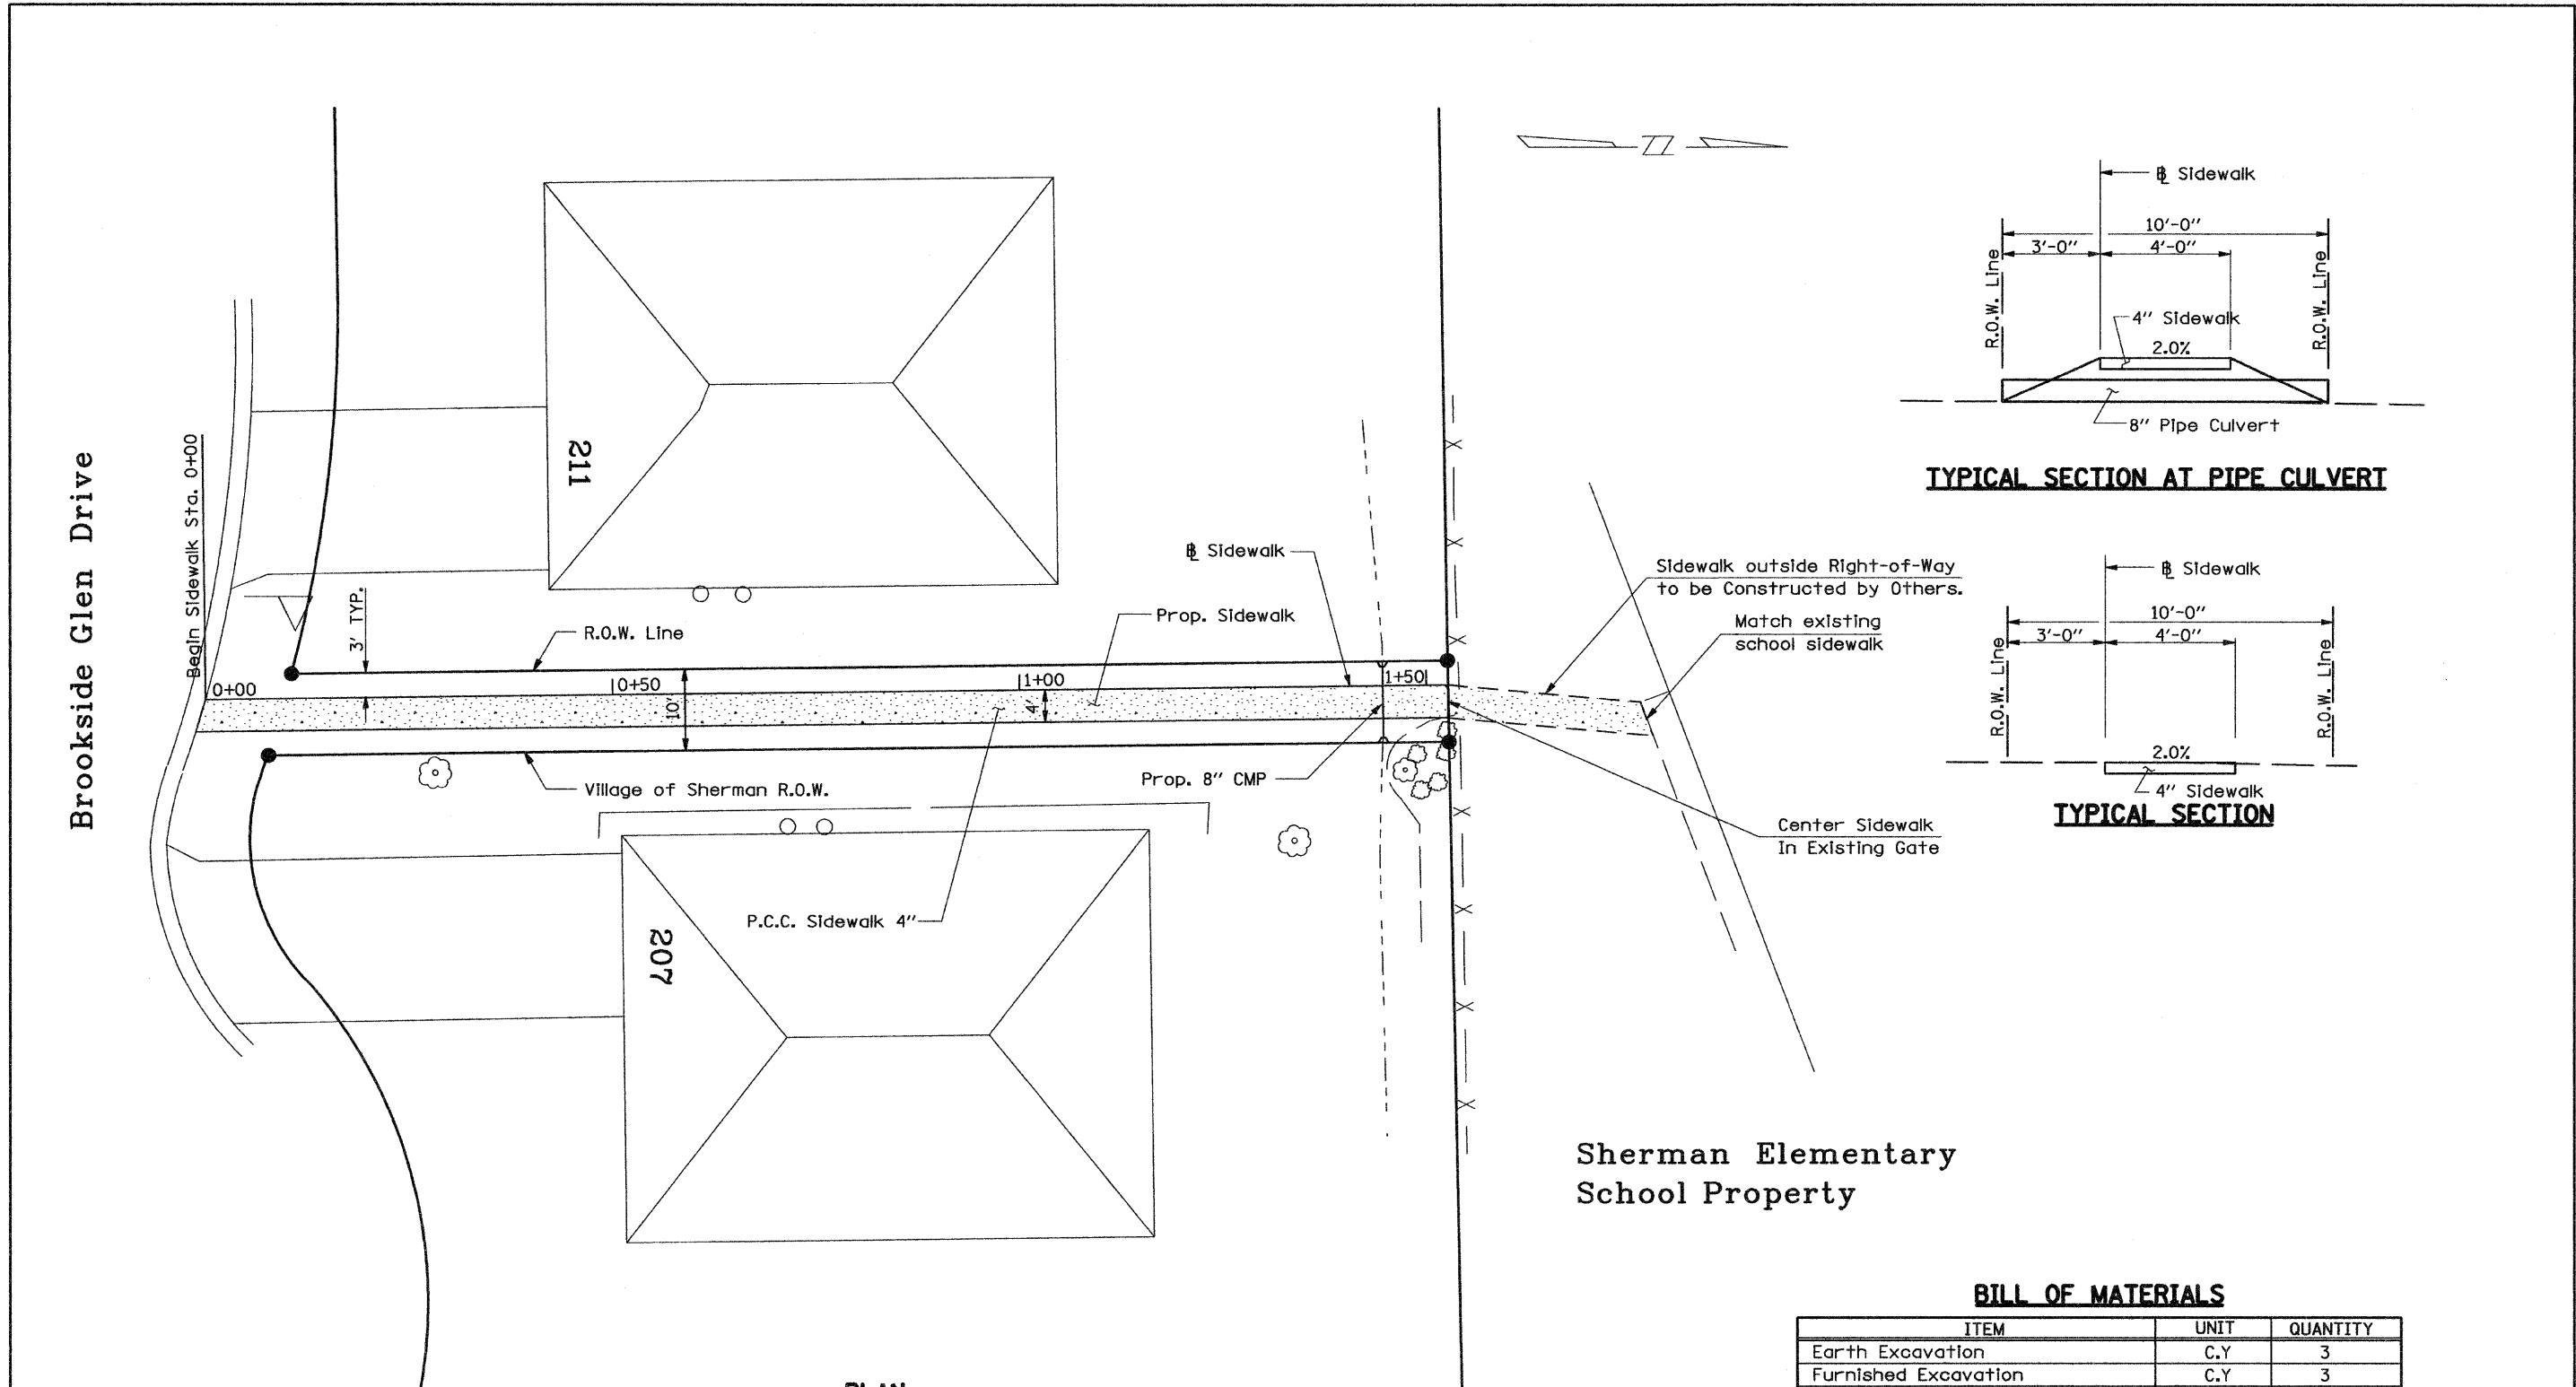 Z
℄ Sidewalk
10'-0"
3'-0"
4'-0"
R.O.W. Line
R.O.W. Line
4" Sidewalk
2.0%
8" Pipe Culvert
TYPICAL SECTION AT PIPE CULVERT
℄ Sidewalk
10'-0"
3'-0"
4'-0"
R.O.W. Line
R.O.W. Line
2.0%
4" Sidewalk
TYPICAL SECTION
Brookside Glen Drive
Begin Sidewalk Sta. 0+00
211
3' TYP.
R.O.W. Line
℄ Sidewalk
Prop. Sidewalk
Sidewalk outside Right-of-Way
to be Constructed by Others.
Match existing
school sidewalk
0+00
0+50
1+00
1+50
10'
4'
Village of Sherman R.O.W.
Prop. 8" CMP
Center Sidewalk
In Existing Gate
P.C.C. Sidewalk 4"
207
Sherman Elementary
School Property
BILL OF MATERIALS
ITEM UNIT QUANTITY
Earth Excavation C.Y 3
Furnished Excavation C.Y 3
PLAN